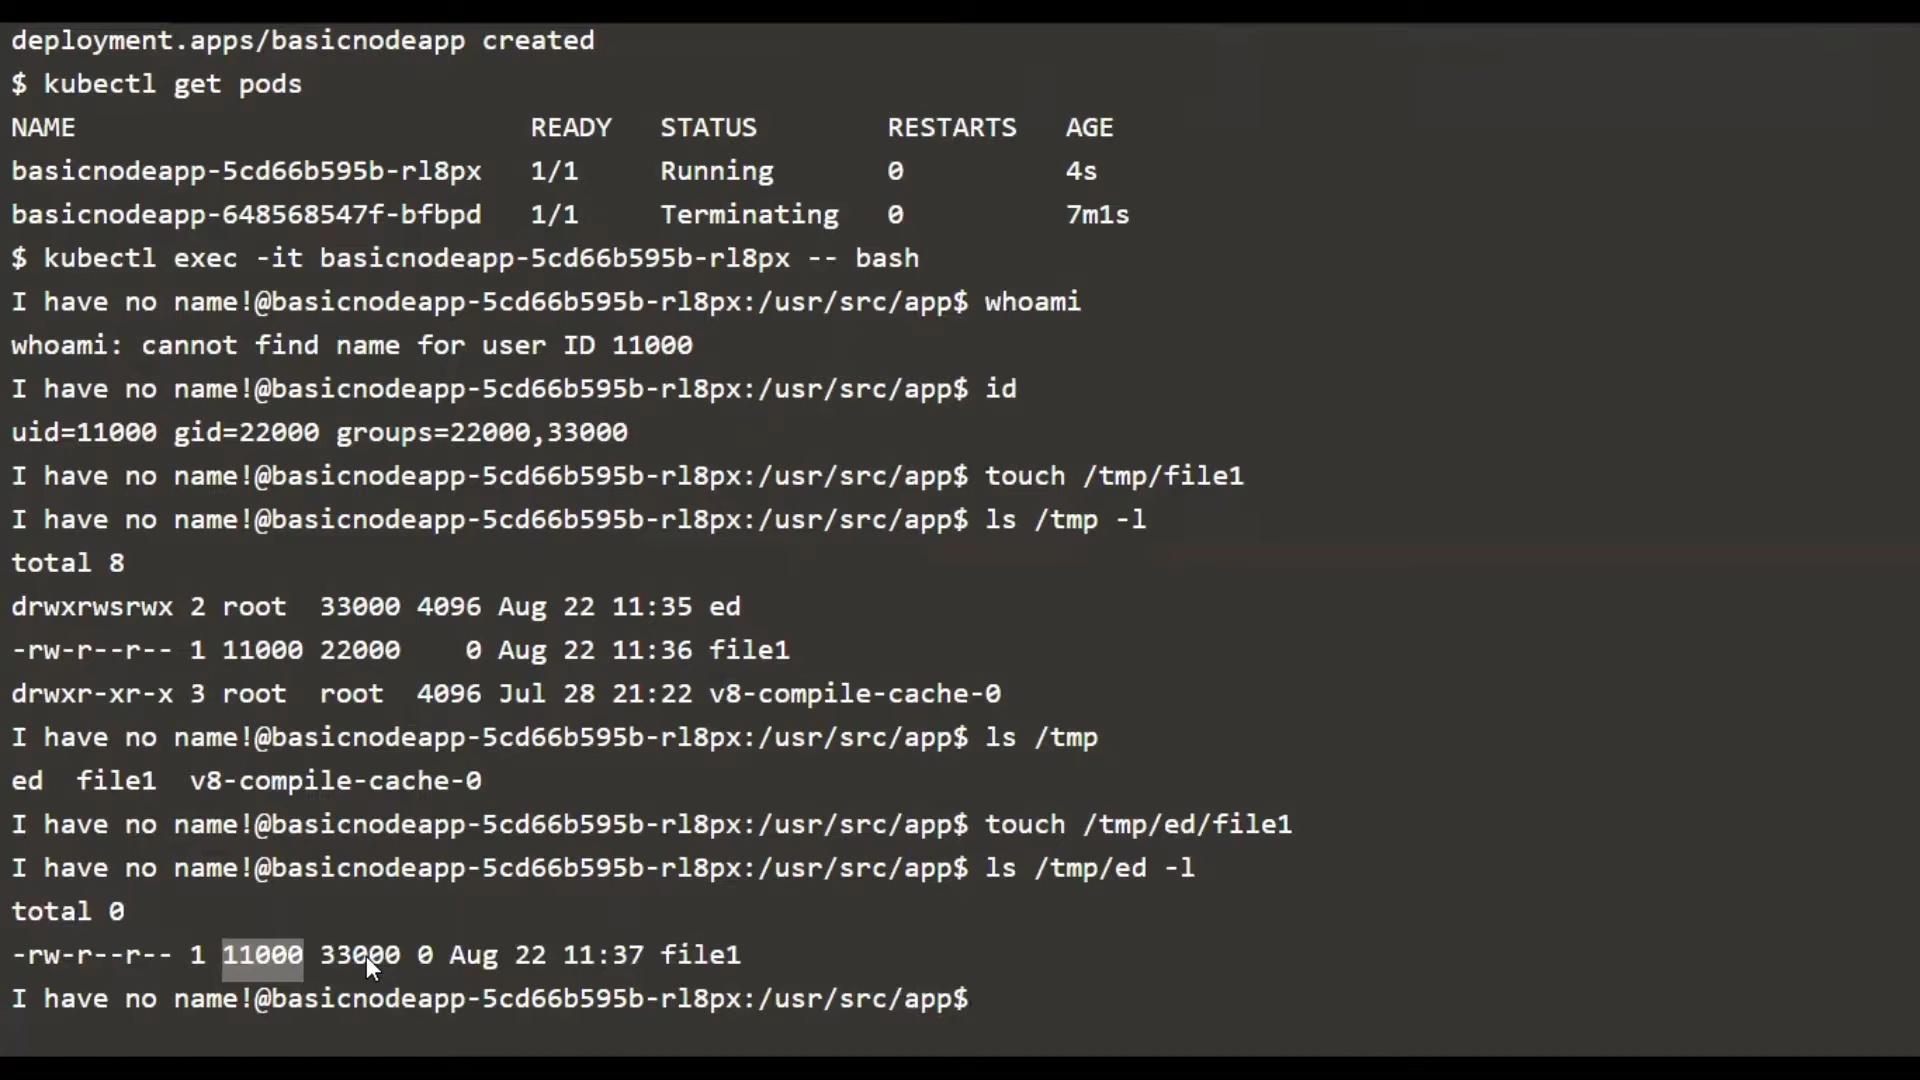 deployment.apps/basicnodeapp created
$ kubectl get pods
NAME READY STATUS RESTARTS AGE
basicnodeapp-5cd66b595b-rl8px 1/1 Running 0 4s
basicnodeapp-648568547f-bfbpd 1/1 Terminating 0 7m1s
$ kubectl exec -it basicnodeapp-5cd66b595b-rl8px -- bash
I have no name!@basicnodeapp-5cd66b595b-rl8px:/usr/src/app$ whoami
whoami: cannot find name for user ID 11000
I have no name!@basicnodeapp-5cd66b595b-rl8px:/usr/src/app$ id
uid=11000 gid=22000 groups=22000,33000
I have no name!@basicnodeapp-5cd66b595b-rl8px:/usr/src/app$ touch /tmp/file1
I have no name!@basicnodeapp-5cd66b595b-rl8px:/usr/src/app$ ls /tmp -l
total 8
drwxrwsrwx 2 root 33000 4096 Aug 22 11:35 ed
-rw-r--r-- 1 11000 22000 0 Aug 22 11:36 file1
drwxr-xr-x 3 root root 4096 Jul 28 21:22 v8-compile-cache-0
I have no name!@basicnodeapp-5cd66b595b-rl8px:/usr/src/app$ ls /tmp
ed file1 v8-compile-cache-0
I have no name!@basicnodeapp-5cd66b595b-rl8px:/usr/src/app$ touch /tmp/ed/file1
I have no name!@basicnodeapp-5cd66b595b-rl8px:/usr/src/app$ ls /tmp/ed -l
total 0
-rw-r--r-- 1 11000 33000 0 Aug 22 11:37 file1
I have no name!@basicnodeapp-5cd66b595b-rl8px:/usr/src/app$